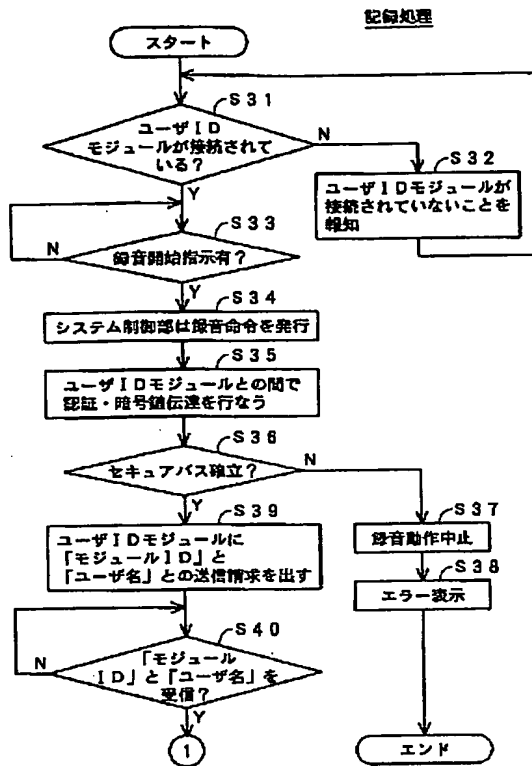 記録処理
スタート
S31
ユーザID
モジュールが接続されて
いる？
N
Y
S32
ユーザIDモジュールが
接続されていないことを
報知
S33
録音開始指示有？
N
Y
S34
システム制御部は録音命令を発行
S35
ユーザIDモジュールとの間で
認証・暗号鍵伝達を行なう
S36
セキュアバス確立？
N
Y
S37
録音動作中止
S38
エラー表示
S39
ユーザIDモジュールに
「モジュールID」と
「ユーザ名」との送信請求を出す
S40
「モジュール
ID」と「ユーザ名」を
受信？
N
Y
1
エンド